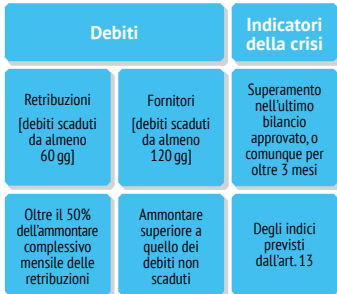 Debiti
Indicatori
della crisi
Retribuzioni
[debiti scaduti
da almeno
60 gg]
Fornitori
[debiti scaduti
da almeno
120 gg]
Superamento
nell'ultimo
bilancio
approvato, o
comunque per
oltre 3 mesi
Oltre il 50%
dell'ammontare
complessivo
mensile delle
retribuzioni
Ammontare
superiore a
quello dei
debiti non
scaduti
Degli indici
previsti
dall'art. 13